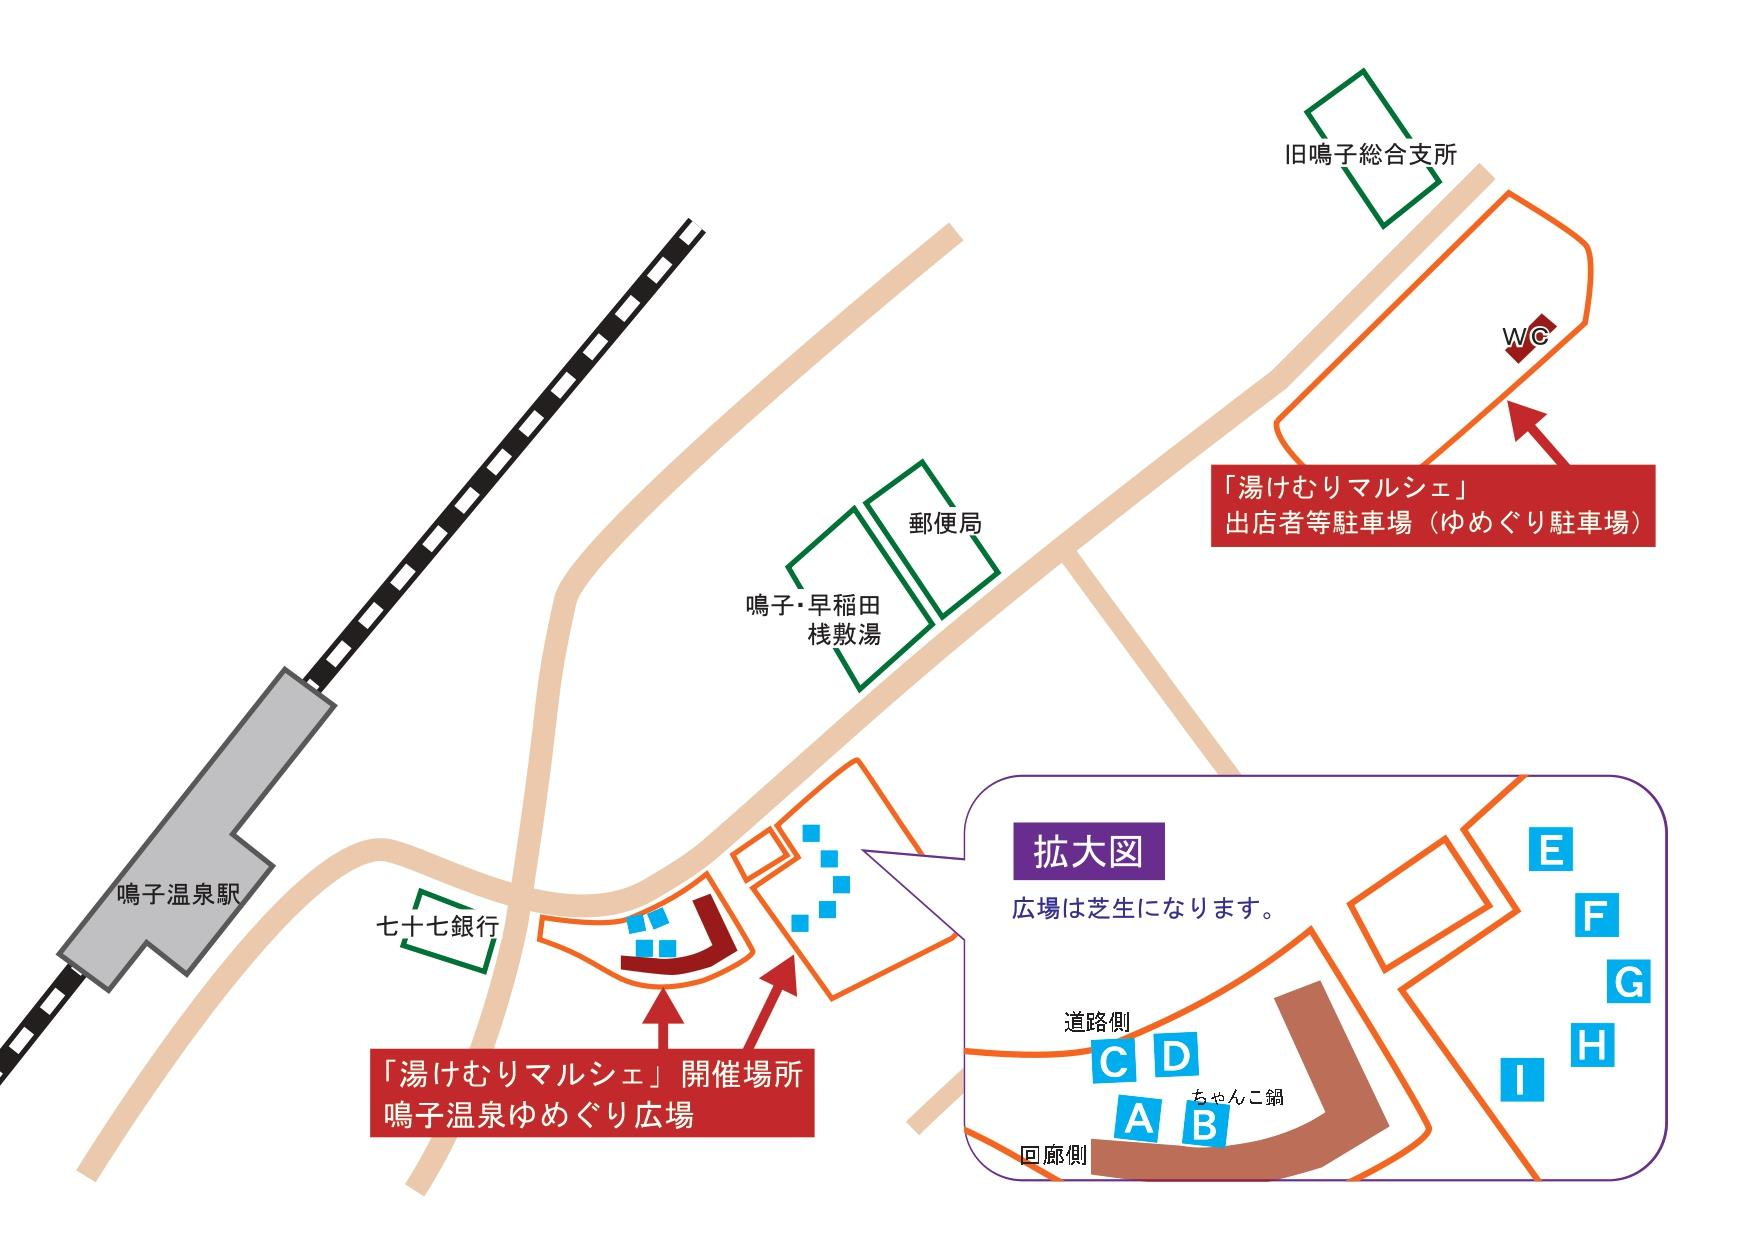 旧鳴子総合支所
WC
「湯けむりマルシェ」
出店者等駐車場（ゆめぐり駐車場）
郵便局
鳴子・早稲田
桟敷湯
鳴子温泉駅
七十七銀行
「湯けむりマルシェ」開催場所
鳴子温泉ゆめぐり広場
拡大図
広場は芝生になります。
E
F
G
H
I
道路側
C
D
ちゃんこ鍋
A
B
回廊側